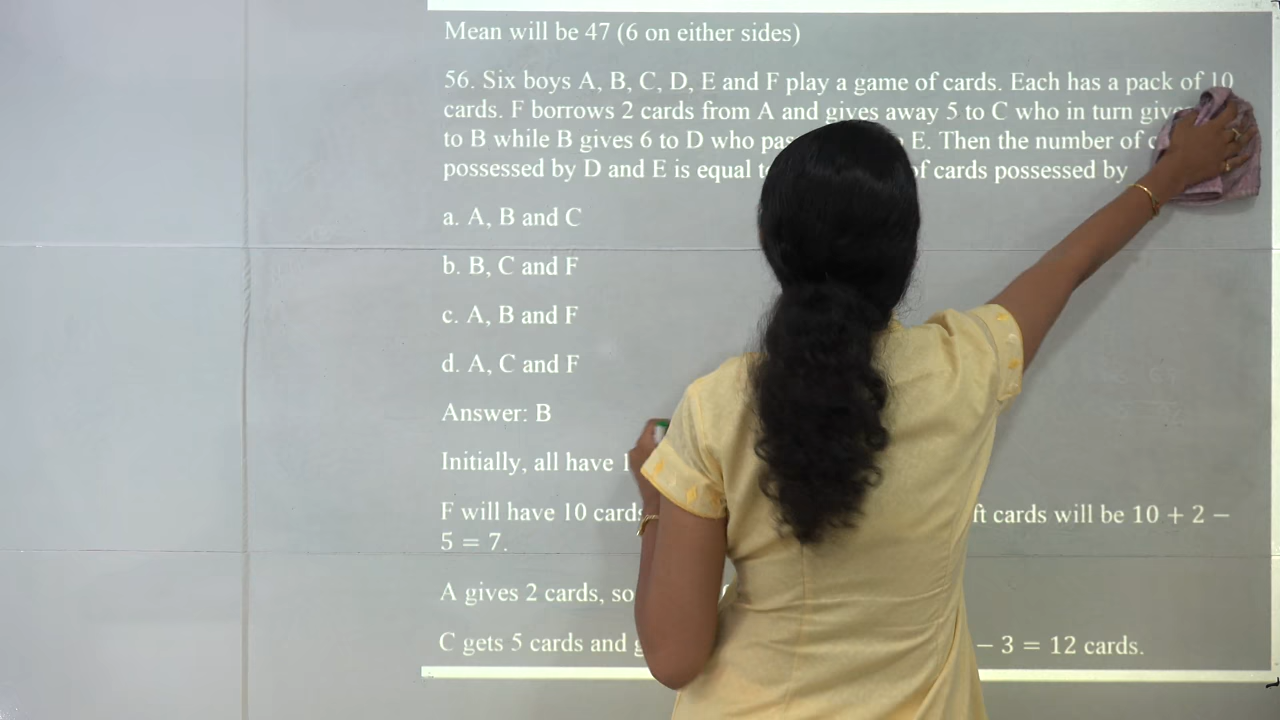 Mean will be 47 (6 on either sides)
56. Six boys A, B, C, D, E and F play a game of cards. Each has a pack of 10
cards. F borrows 2 cards from A and gives away 5 to C who in turn
to B while B gives 6 to D who E. Then the number of
possessed by D and E is equal of cards possessed by
a. A, B and C
b. B, C and F
c. A, B and F
d. A, C and F
Answer: B
Initially, all have
F will have 10 cards cards will be 10 + 2 −
5 = 7.
A gives 2 cards, so
C gets 5 cards and − 3 = 12 cards.